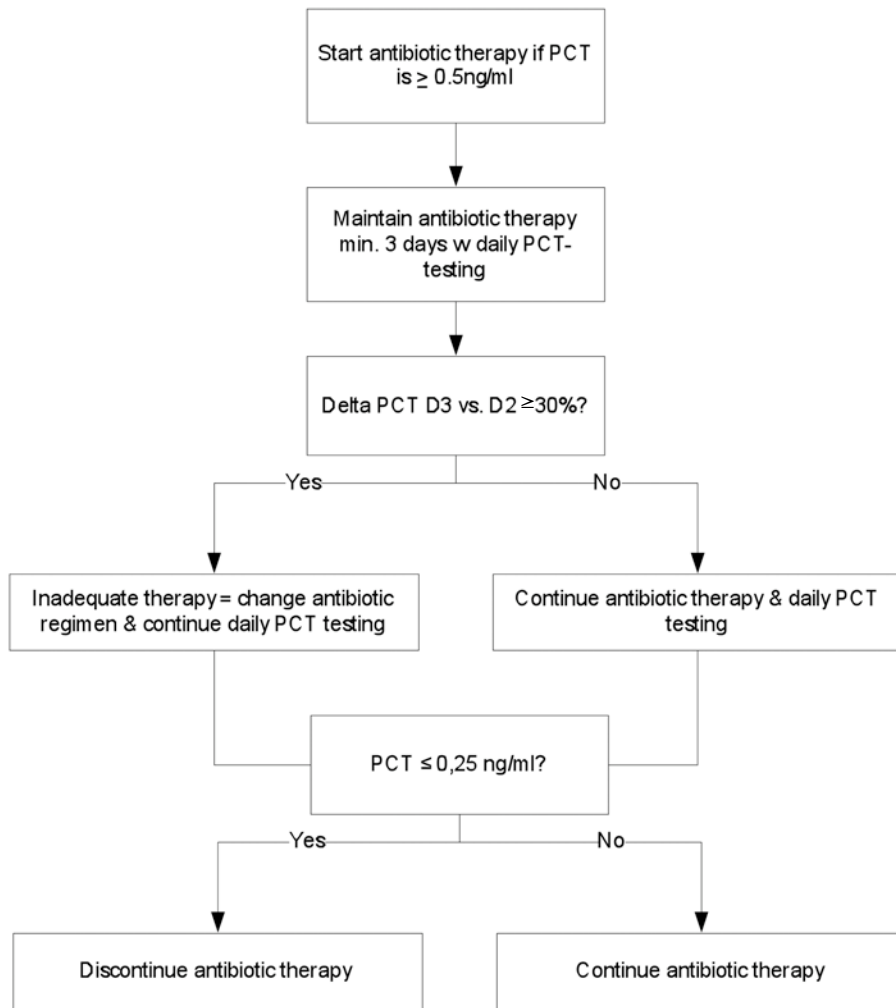 Start antibiotic therapy if PCT
is ≥ 0.5ng/ml
Maintain antibiotic therapy
min. 3 days w daily PCT-
testing
Delta PCT D3 vs. D2 ≥30%?
Yes
No
Inadequate therapy = change antibiotic
regimen & continue daily PCT testing
Continue antibiotic therapy & daily PCT
testing
PCT ≤ 0,25 ng/ml?
Yes
No
Discontinue antibiotic therapy
Continue antibiotic therapy